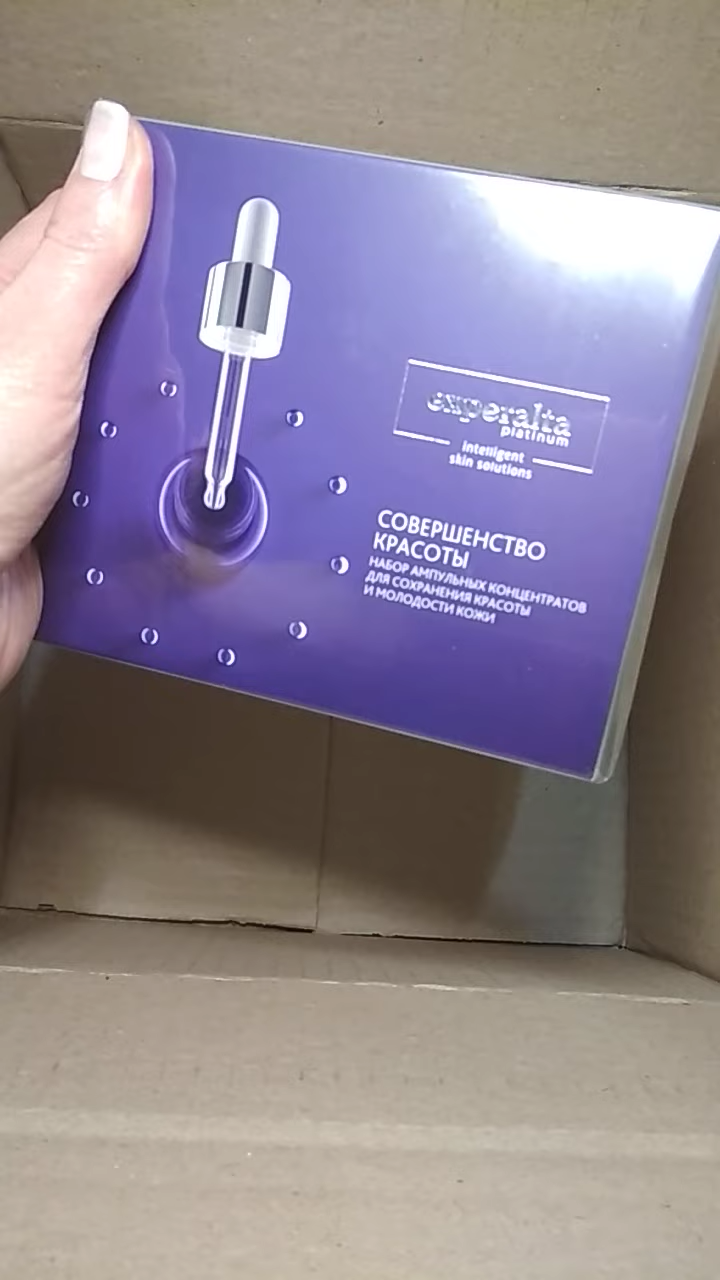 experalta
platinum
intelligent
skin solutions
СОВЕРШЕНСТВО
КРАСОТЫ
НАБОР АМПУЛЬНЫХ КОНЦЕНТРАТОВ
ДЛЯ СОХРАНЕНИЯ КРАСОТЫ
И МОЛОДОСТИ КОЖИ